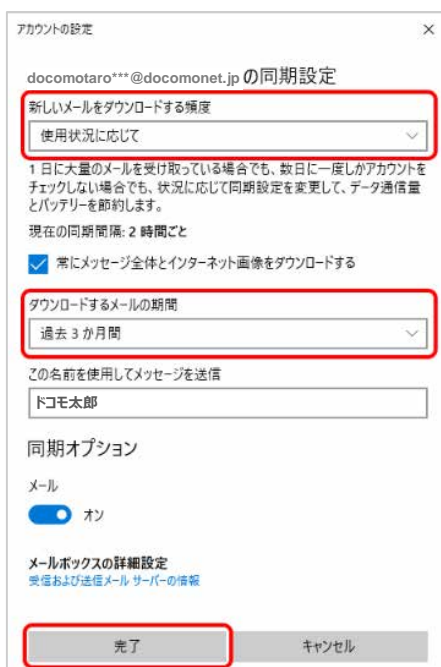 アカウントの設定
docomotaro***@docomonet.jp の同期設定
新しいメールをダウンロードする頻度
使用状況に応じて
1 日に大量のメールを受け取っている場合でも、数日に一度しかアカウントを
チェックしない場合でも、状況に応じて同期設定を変更して、データ通信量
とバッテリーを節約します。
現在の同期間隔: 2 時間ごと
常にメッセージ全体とインターネット画像をダウンロードする
ダウンロードするメールの期間
過去 3 か月間
この名前を使用してメッセージを送信
ドコモ太郎
同期オプション
メール
オン
メールボックスの詳細設定
受信および送信メール サーバーの情報
完了
キャンセル